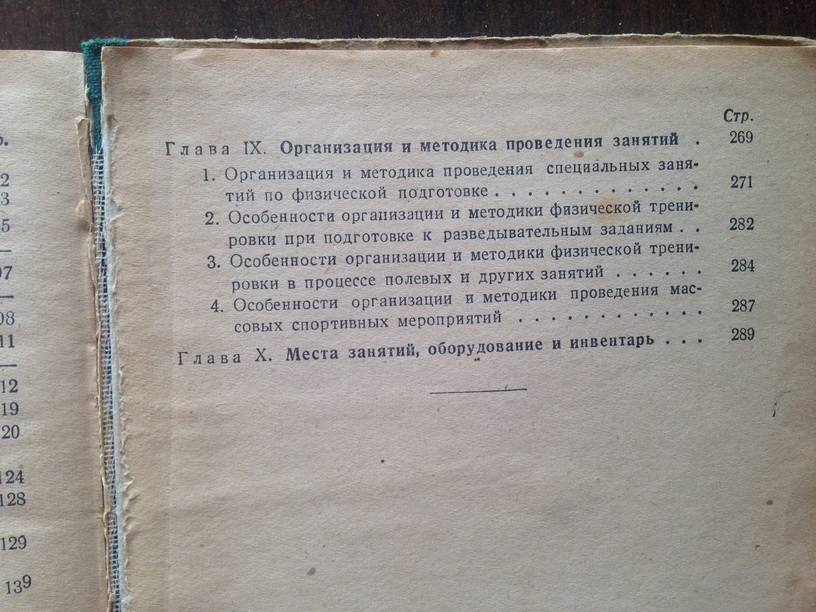 Стр.
Глава IX. Организация и методика проведения занятий . 269
1. Организация и методика проведения специальных заня-
тий по физической подготовке . . . . . . . . . . . . . . 271
2. Особенности организации и методики физической трени-
ровки при подготовке к разведывательным заданиям . . 282
3. Особенности организации и методики физической трени-
ровки в процессе полевых и других занятий . . . . . . 284
4. Особенности организации и методики проведения мас-
совых спортивных мероприятий . . . . . . . . . . . . 287
Глава X. Места занятий, оборудование и инвентарь . . . 289
2
3
5
08
11
12
19
20
124
128
129
139